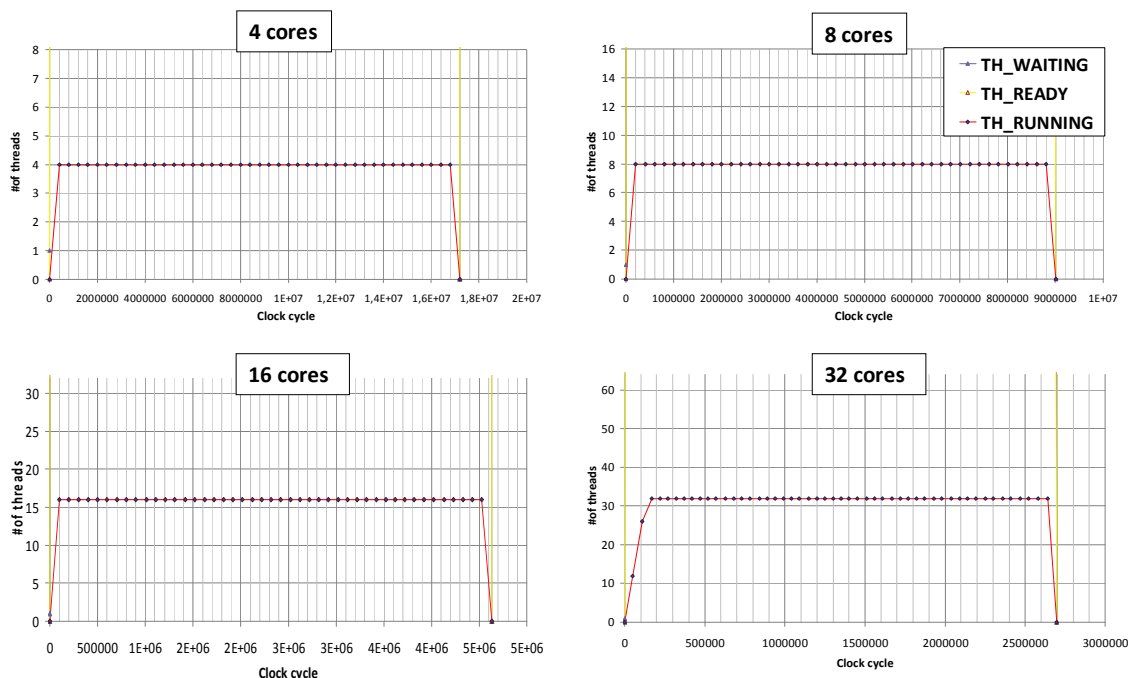 4 cores
#of threads
8
7
6
5
4
3
2
1
0
0 2000000 4000000 6000000 8000000 1E+07 1,2E+07 1,4E+07 1,6E+07 1,8E+07 2E+07
Clock cycle
8 cores
TH_WAITING
TH_READY
TH_RUNNING
#of threads
16
14
12
10
8
6
4
2
0
0 1000000 2000000 3000000 4000000 5000000 6000000 7000000 8000000 9000000 1E+07
Clock cycle
16 cores
#of threads
30
25
20
15
10
5
0
0 500000 1E+06 2E+06 2E+06 3E+06 3E+06 4E+06 4E+06 5E+06 5E+06
Clock cycle
32 cores
#of threads
60
50
40
30
20
10
0
0 500000 1000000 1500000 2000000 2500000 3000000
Clock cycle